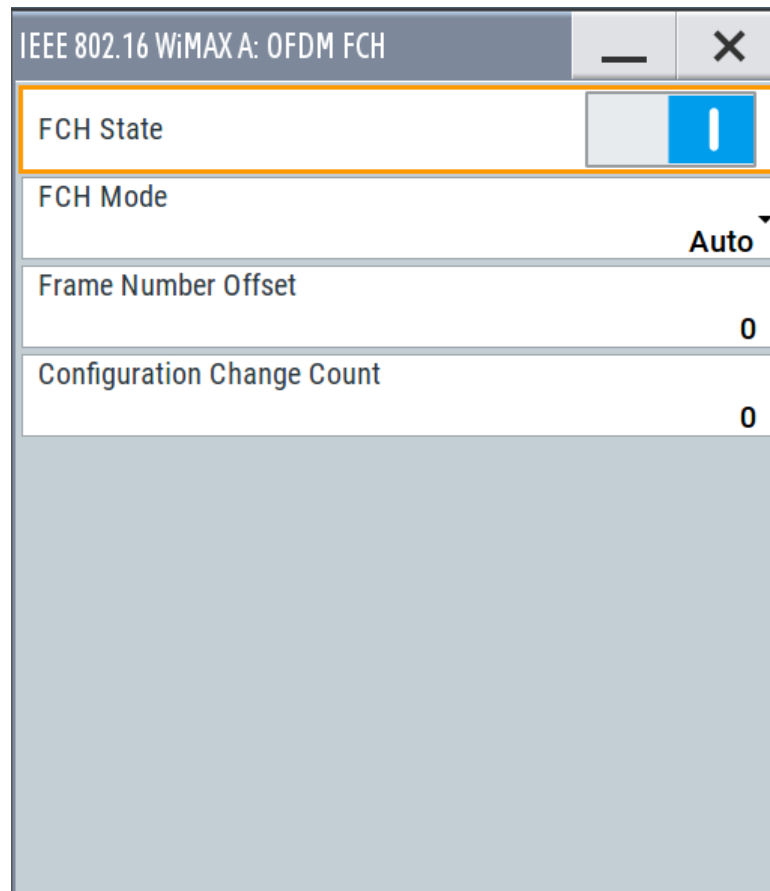 IEEE 802.16 WiMAX A: OFDM FCH
FCH State
FCH Mode
Auto
Frame Number Offset
0
Configuration Change Count
0